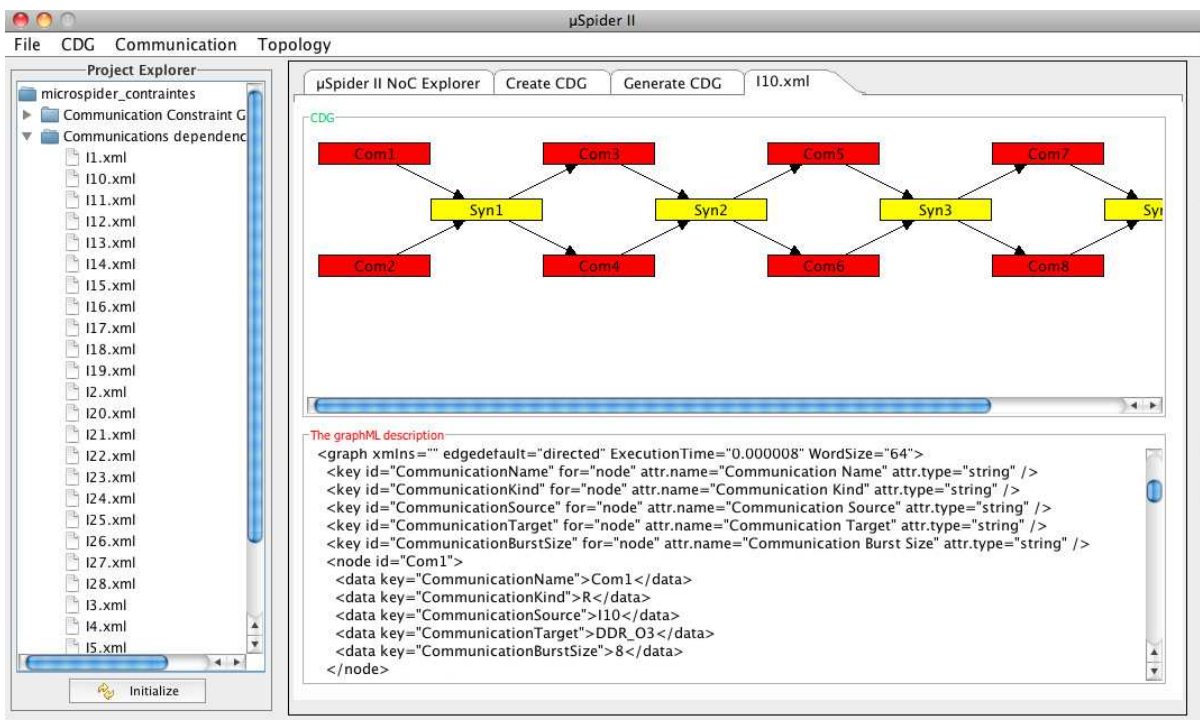 µSpider II
File CDG Communication Topology
Project Explorer
microspider_contraintes
Communication Constraint G
Communications dependenc
I1.xml
I10.xml
I11.xml
I12.xml
I13.xml
I14.xml
I15.xml
I16.xml
I17.xml
I18.xml
I19.xml
I2.xml
I20.xml
I21.xml
I22.xml
I23.xml
I24.xml
I25.xml
I26.xml
I27.xml
I28.xml
I3.xml
I4.xml
I5.xml
Initialize
µSpider II NoC Explorer Create CDG Generate CDG I10.xml
CDG
Com1 Com3 Com5 Com7
Syn1 Syn2 Syn3 Syn
Com2 Com4 Com6 Com8
The graphML description
<graph xmlns="" edgedefault="directed" ExecutionTime="0.000008" WordSize="64">
<key id="CommunicationName" for="node" attr.name="Communication Name" attr.type="string" />
<key id="CommunicationKind" for="node" attr.name="Communication Kind" attr.type="string" />
<key id="CommunicationSource" for="node" attr.name="Communication Source" attr.type="string" />
<key id="CommunicationTarget" for="node" attr.name="Communication Target" attr.type="string" />
<key id="CommunicationBurstSize" for="node" attr.name="Communication Burst Size" attr.type="string" />
<node id="Com1">
<data key="CommunicationName">Com1</data>
<data key="CommunicationKind">R</data>
<data key="CommunicationSource">I10</data>
<data key="CommunicationTarget">DDR_O3</data>
<data key="CommunicationBurstSize">8</data>
</node>